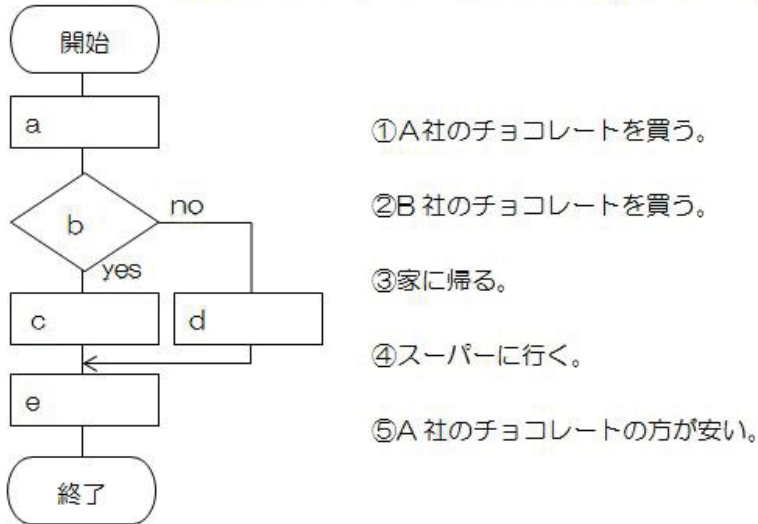 開始
a
b
no
yes
c
d
e
終了
①A社のチョコレートを買う。
②B社のチョコレートを買う。
③家に帰る。
④スーパーに行く。
⑤A社のチョコレートの方が安い。